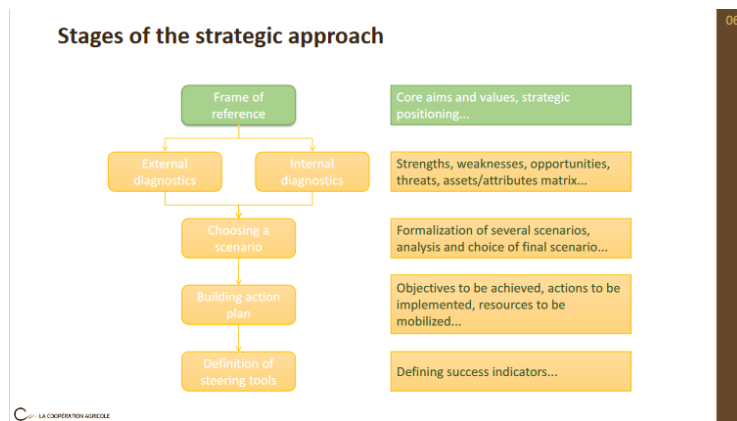 06
Stages of the strategic approach
Frame of
reference
Core aims and values, strategic
positioning...
External
diagnostics
Internal
diagnostics
Strengths, weaknesses, opportunities,
threats, assets/attributes matrix...
Choosing a
scenario
Formalization of several scenarios,
analysis and choice of final scenario...
Building action
plan
Objectives to be achieved, actions to be
implemented, resources to be
mobilized...
Definition of
steering tools
Defining success indicators...
LA COOPÉRATION AGRICOLE